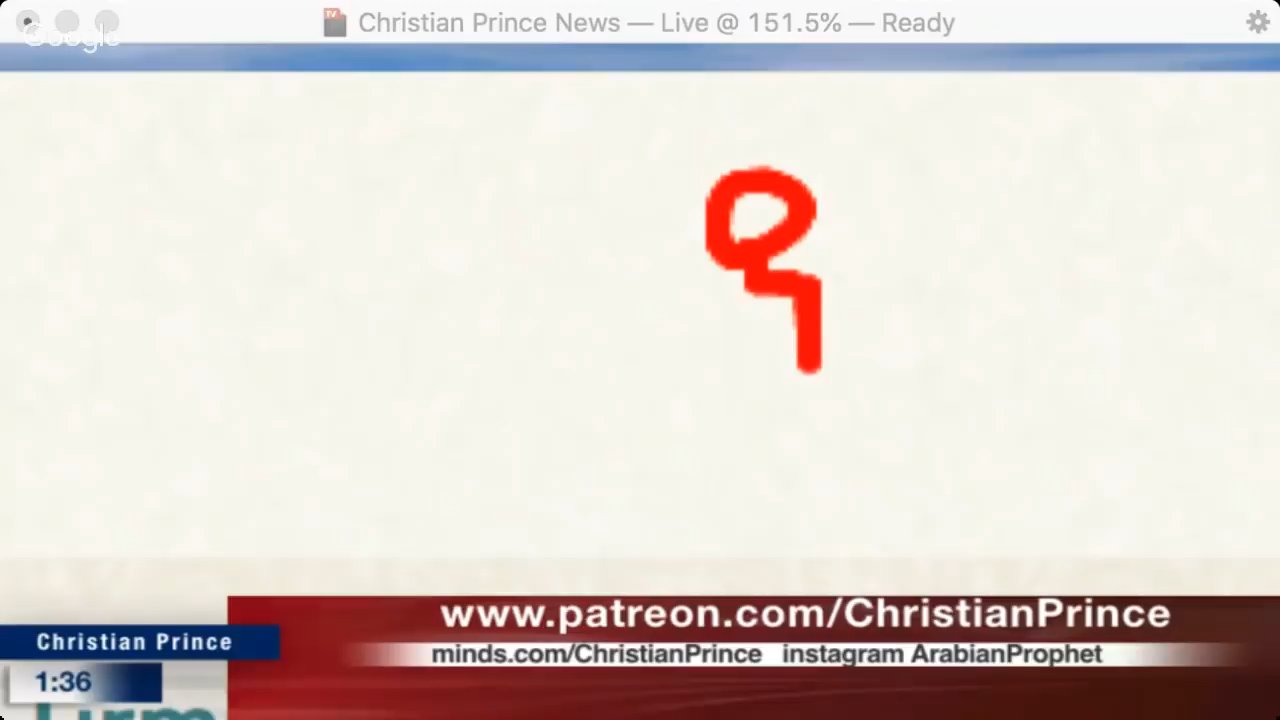 Christian Prince News — Live @ 151.5% — Ready
Google
www.patreon.com/ChristianPrince
Christian Prince
minds.com/ChristianPrince instagram ArabianProphet
1:36